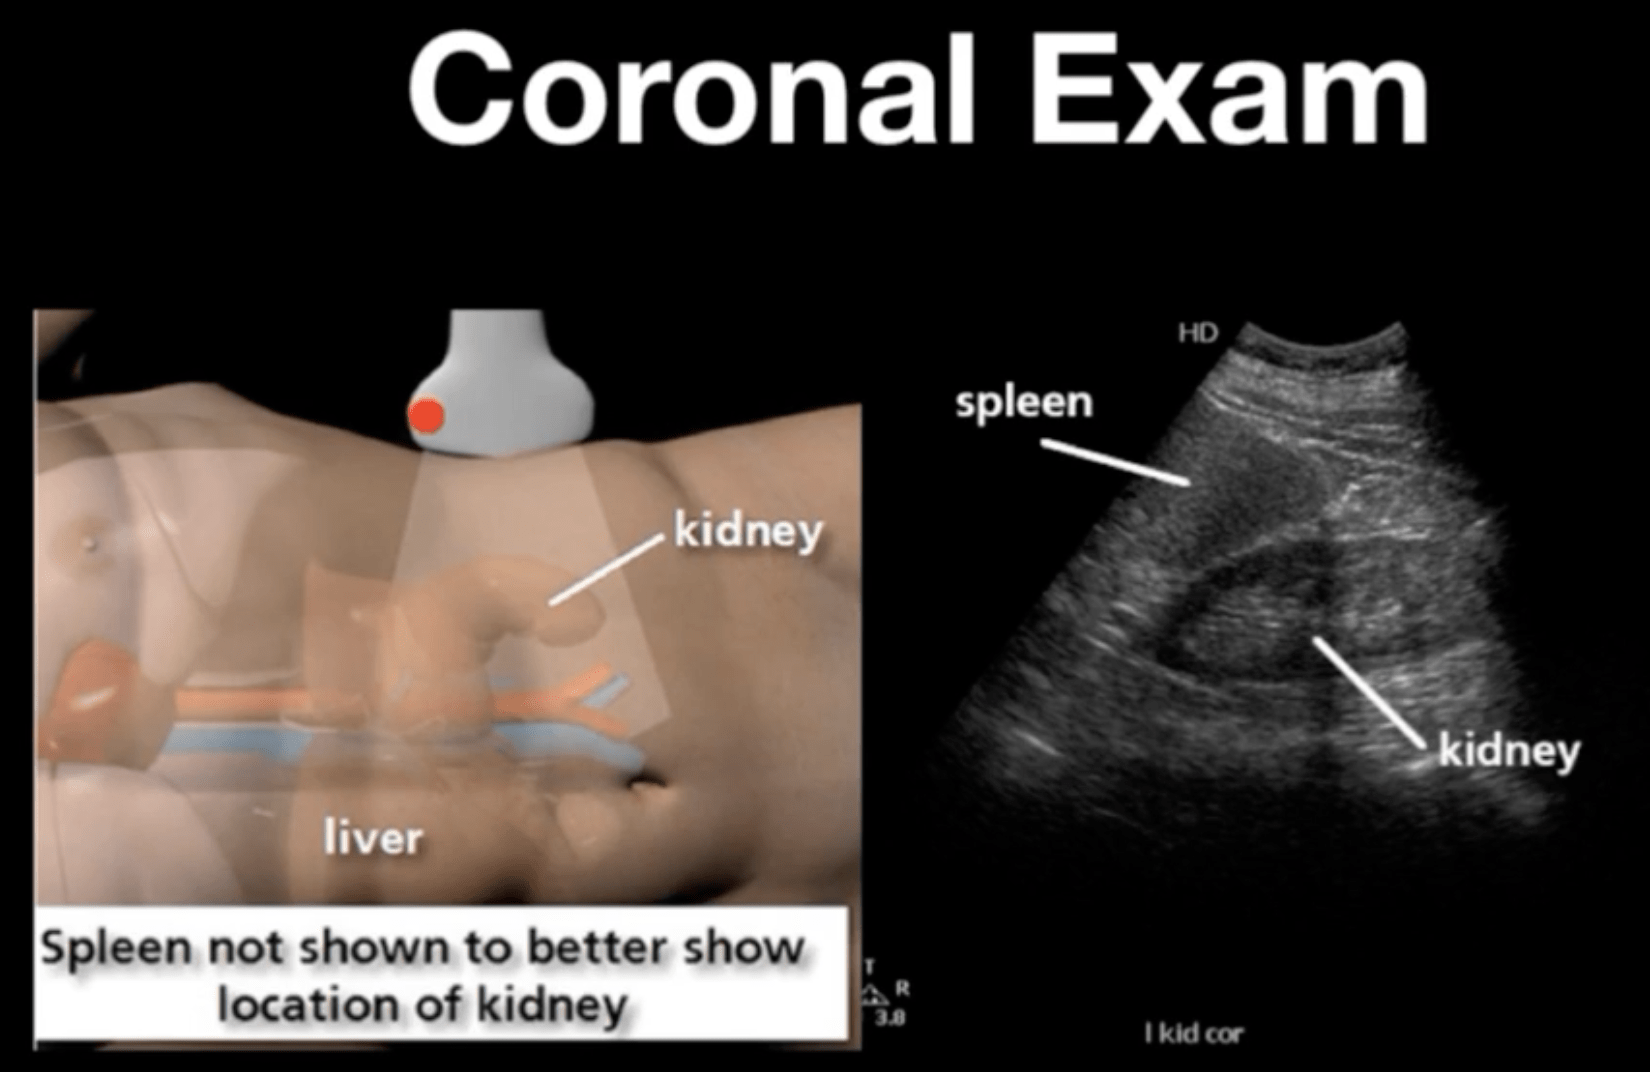 Coronal Exam
HD
spleen
kidney
kidney
liver
Spleen not shown to better show
location of kidney
T
R
3.8
l kid cor